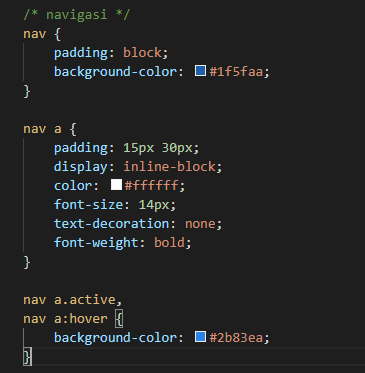 /* navigasi */
nav {
    padding: block;
    background-color: #1f5faa;
}

nav a {
    padding: 15px 30px;
    display: inline-block;
    color: #ffffff;
    font-size: 14px;
    text-decoration: none;
    font-weight: bold;
}

nav a.active,
nav a:hover {
    background-color: #2b83ea;
}